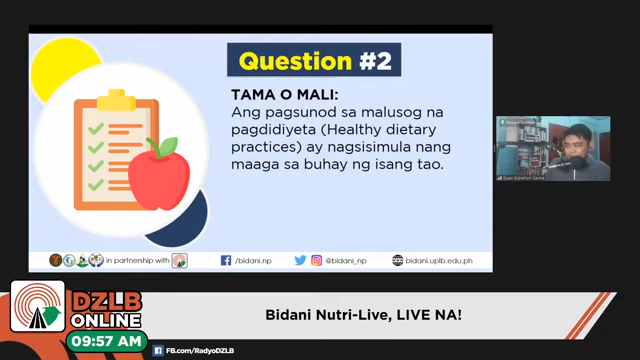 Question #2
TAMA O MALI:
Ang pagsunod sa malusog na
pagdidiyeta (Healthy dietary
practices) ay nagsisimula nang
maaga sa buhay ng isang tao.
in partnership with
/bidani.np
@bidani_np
bidani.uplb.edu.ph
DZLB
ONLINE
09:57 AM
Bidani Nutri-Live, LIVE NA!
FB.com/RadyoDZLB